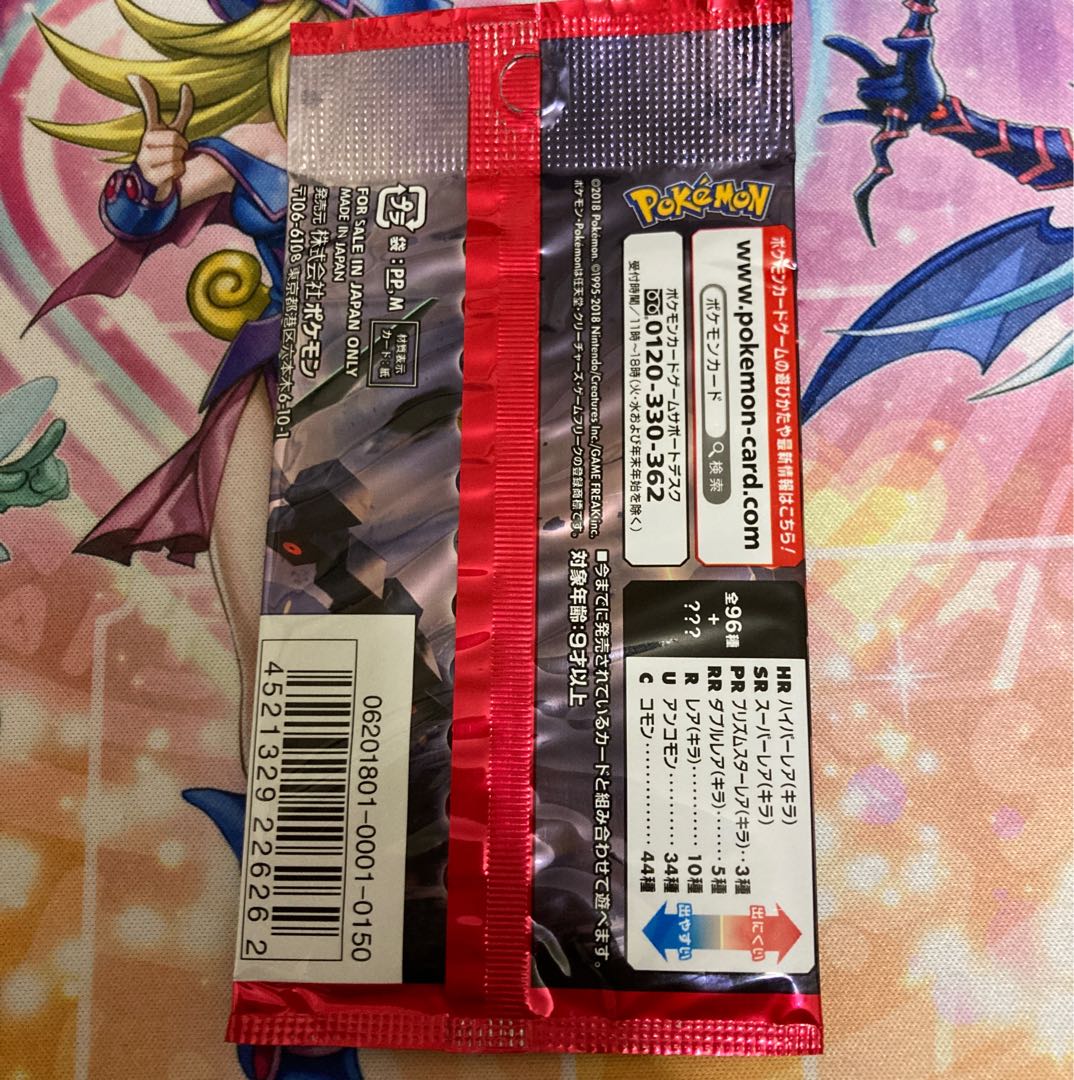 POKéMON
ポケモンカードゲームの遊びかたや最新情報はこちら!
www.pokemon-card.com
ポケモンカード 検索
ポケモンカードゲームサポートデスク
0120-330-362
受付時間/11時~18時(火・水および年末年始を除く)
©2018 Pokémon. ©1995-2018 Nintendo/Creatures Inc./GAME FREAK inc.
ポケモン・Pokémonは任天堂・クリーチャーズ・ゲームフリークの登録商標です。
全96種
+
???
HR ハイパーレア(キラ)
SR スーパーレア(キラ)
PR プリズムスターレア(キラ)‥3種
RR ダブルレア(キラ)‥‥‥5種
R レア(キラ)‥‥‥‥‥10種
U アンコモン‥‥‥‥‥34種
C コモン‥‥‥‥‥‥‥44種
出にくい
出やすい
■今までに発売されているカードと組み合わせて遊べます。
対象年齢:9才以上
プラ
袋:PP,M
材質表示
カード:紙
FOR SALE IN JAPAN ONLY
MADE IN JAPAN
発売元 株式会社ポケモン
〒106-6108 東京都港区六本木6-10-1
06201801-0001-0150
4521329226262